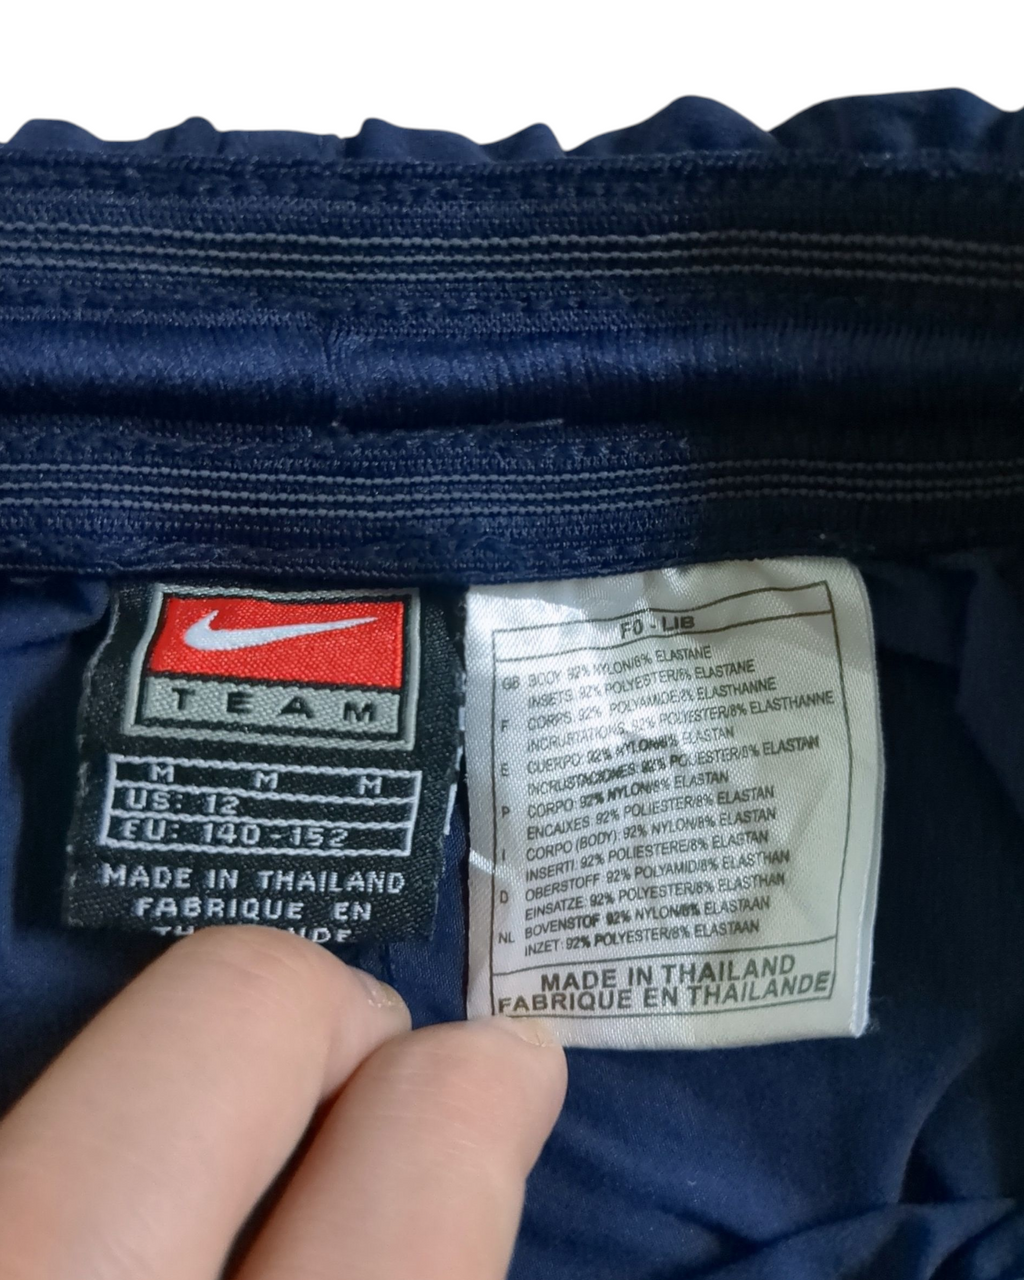 TEAM
M M M
US: 12
EU: 140-152
MADE IN THAILAND
FABRIQUE EN
FO - LIB
GB BODY 92% NYLON/8% ELASTANE
INSETS: 92% POLYESTER/8% ELASTANE
F CORPS: 92% POLYAMIDE/8% ELASTHANNE
INCRUSTATIONS: 92% POLYESTER/8% ELASTHANNE
E CUERPO: 92% NYLON/8% ELASTAN
INCRUSTACIONES: 92% POLIESTER/8% ELASTAN
P CORPO: 92% NYLON/8% ELASTAN
ENCAIXES: 92% POLIESTER/8% ELASTAN
I CORPO (BODY): 92% NYLON/8% ELASTAN
INSERTI: 92% POLIESTERE/8% ELASTAN
D OBERSTOFF: 92% POLYAMID/8% ELASTHAN
EINSATZE: 92% POLYESTER/8% ELASTHAN
NL BOVENSTOF 92% NYLON/8% ELASTAAN
INZET: 92% POLYESTER/8% ELASTAAN
MADE IN THAILAND
FABRIQUE EN THAILANDE